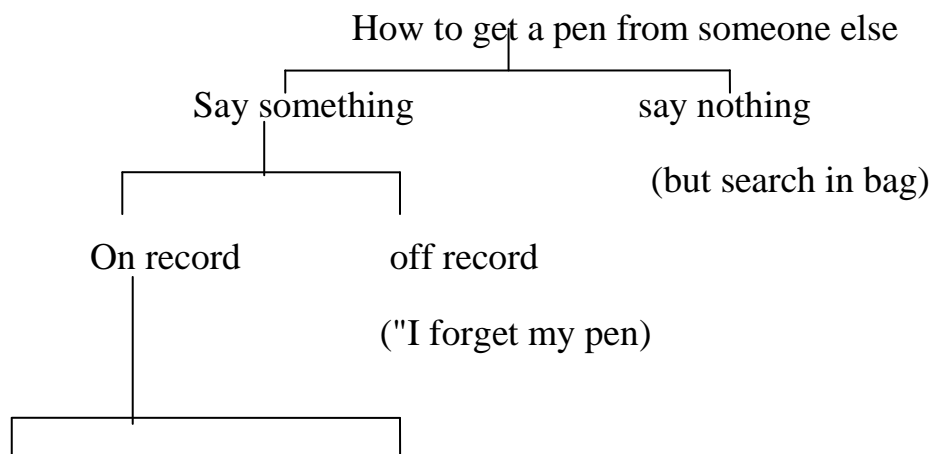 How to get a pen from someone else
Say something say nothing
(but search in bag)
On record off record
("I forget my pen)